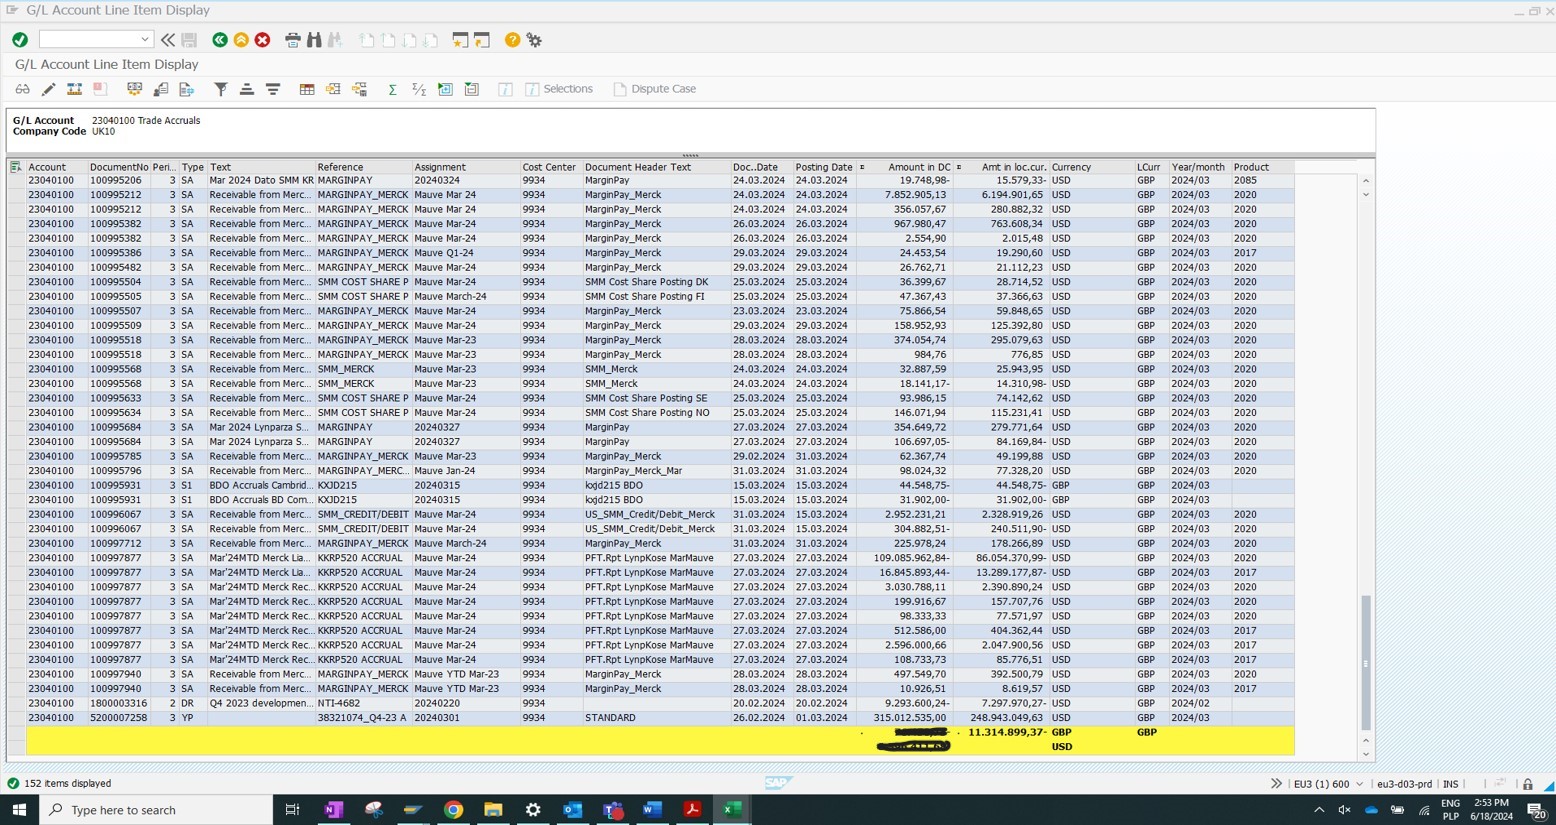 G/L Account Line Item Display
G/L Account Line Item Display
Selections Dispute Case
G/L Account 23040100 Trade Accruals
Company Code UK10
Account DocumentNo Peri... Type Text Reference Assignment Cost Center Document Header Text Doc..Date Posting Date ¤ Amount in DC ¤ Amt in loc.cur. Currency LCurr Year/month Product
23040100 100995206 3 SA Mar 2024 Dato SMM KR MARGINPAY 20240324 9934 MarginPay 24.03.2024 24.03.2024 19.748,98- 15.579,33- USD GBP 2024/03 2085
23040100 100995212 3 SA Receivable from Merc... MARGINPAY_MERCK Mauve Mar 24 9934 MarginPay_Merck 24.03.2024 24.03.2024 7.852.905,13 6.194.901,65 USD GBP 2024/03 2020
23040100 100995212 3 SA Receivable from Merc... MARGINPAY_MERCK Mauve Mar 24 9934 MarginPay_Merck 24.03.2024 24.03.2024 356.057,67 280.882,32 USD GBP 2024/03 2020
23040100 100995382 3 SA Receivable from Merc... MARGINPAY_MERCK Mauve Mar-24 9934 MarginPay_Merck 26.03.2024 26.03.2024 967.980,47 763.608,34 USD GBP 2024/03 2020
23040100 100995382 3 SA Receivable from Merc... MARGINPAY_MERCK Mauve Mar-24 9934 MarginPay_Merck 26.03.2024 26.03.2024 2.554,90 2.015,48 USD GBP 2024/03 2020
23040100 100995386 3 SA Receivable from Merc... MARGINPAY_MERCK Mauve Q1-24 9934 MarginPay_Merck 29.03.2024 29.03.2024 24.453,54 19.290,60 USD GBP 2024/03 2017
23040100 100995482 3 SA Receivable from Merc... MARGINPAY_MERCK Mauve Mar-24 9934 MarginPay_Merck 29.03.2024 29.03.2024 26.762,71 21.112,23 USD GBP 2024/03 2020
23040100 100995504 3 SA Receivable from Merc... SMM COST SHARE P Mauve Mar-24 9934 SMM Cost Share Posting DK 25.03.2024 25.03.2024 36.399,67 28.714,52 USD GBP 2024/03 2020
23040100 100995505 3 SA Receivable from Merc... SMM COST SHARE P Mauve March-24 9934 SMM Cost Share Posting FI 25.03.2024 25.03.2024 47.367,43 37.366,63 USD GBP 2024/03 2020
23040100 100995507 3 SA Receivable from Merc... MARGINPAY_MERCK Mauve Mar-24 9934 MarginPay_Merck 23.03.2024 23.03.2024 75.866,54 59.848,65 USD GBP 2024/03 2020
23040100 100995509 3 SA Receivable from Merc... MARGINPAY_MERCK Mauve Mar-24 9934 MarginPay_Merck 29.03.2024 29.03.2024 158.952,93 125.392,80 USD GBP 2024/03 2020
23040100 100995518 3 SA Receivable from Merc... MARGINPAY_MERCK Mauve Mar-23 9934 MarginPay_Merck 28.03.2024 28.03.2024 374.054,74 295.079,63 USD GBP 2024/03 2020
23040100 100995518 3 SA Receivable from Merc... MARGINPAY_MERCK Mauve Mar-23 9934 MarginPay_Merck 28.03.2024 28.03.2024 984,76 776,85 USD GBP 2024/03 2020
23040100 100995568 3 SA Receivable from Merc... SMM_MERCK Mauve Mar-23 9934 SMM_Merck 24.03.2024 24.03.2024 32.887,59 25.943,95 USD GBP 2024/03 2020
23040100 100995568 3 SA Receivable from Merc... SMM_MERCK Mauve Mar-23 9934 SMM_Merck 24.03.2024 24.03.2024 18.141,17- 14.310,98- USD GBP 2024/03 2020
23040100 100995633 3 SA Receivable from Merc... SMM COST SHARE P Mauve Mar-24 9934 SMM Cost Share Posting SE 25.03.2024 25.03.2024 93.986,15 74.142,62 USD GBP 2024/03 2020
23040100 100995634 3 SA Receivable from Merc... SMM COST SHARE P Mauve Mar-24 9934 SMM Cost Share Posting NO 25.03.2024 25.03.2024 146.071,94 115.231,41 USD GBP 2024/03 2020
23040100 100995684 3 SA Mar 2024 Lynparza S... MARGINPAY 20240327 9934 MarginPay 27.03.2024 27.03.2024 354.649,72 279.771,64 USD GBP 2024/03 2020
23040100 100995684 3 SA Mar 2024 Lynparza S... MARGINPAY 20240327 9934 MarginPay 27.03.2024 27.03.2024 106.697,05- 84.169,84- USD GBP 2024/03 2020
23040100 100995785 3 SA Receivable from Merc... MARGINPAY_MERCK Mauve Mar-23 9934 MarginPay_Merck 29.02.2024 31.03.2024 62.367,74 49.199,88 USD GBP 2024/03 2020
23040100 100995796 3 SA Receivable from Merc... MARGINPAY_MERC... Mauve Jan-24 9934 MarginPay_Merck_Mar 31.03.2024 31.03.2024 98.024,32 77.328,20 USD GBP 2024/03 2020
23040100 100995931 3 S1 BDO Accruals Cambrid... KXJD215 20240315 9934 kxjd215 BDO 15.03.2024 15.03.2024 44.548,75- 44.548,75- GBP GBP 2024/03
23040100 100995931 3 S1 BDO Accruals BD Com... KXJD215 20240315 9934 kxjd215 BDO 15.03.2024 15.03.2024 31.902,00- 31.902,00- GBP GBP 2024/03
23040100 100996067 3 SA Receivable from Merc... SMM_CREDIT/DEBIT Mauve Mar-24 9934 US_SMM_Credit/Debit_Merck 31.03.2024 15.03.2024 2.952.231,21 2.328.919,26 USD GBP 2024/03 2020
23040100 100996067 3 SA Receivable from Merc... SMM_CREDIT/DEBIT Mauve Mar-24 9934 US_SMM_Credit/Debit_Merck 31.03.2024 15.03.2024 304.882,51- 240.511,90- USD GBP 2024/03 2020
23040100 100997712 3 SA Receivable from Merc... MARGINPAY_MERCK Mauve March-24 9934 MarginPay_Merck 31.03.2024 31.03.2024 225.978,24 178.266,89 USD GBP 2024/03 2020
23040100 100997877 3 SA Mar'24MTD Merck Lia... KKRP520 ACCRUAL Mauve Mar-24 9934 PFT.Rpt LynpKose MarMauve 27.03.2024 27.03.2024 109.085.962,84- 86.054.370,99- USD GBP 2024/03 2020
23040100 100997877 3 SA Mar'24MTD Merck Lia... KKRP520 ACCRUAL Mauve Mar-24 9934 PFT.Rpt LynpKose MarMauve 27.03.2024 27.03.2024 16.845.893,44- 13.289.177,87- USD GBP 2024/03 2017
23040100 100997877 3 SA Mar'24MTD Merck Rec... KKRP520 ACCRUAL Mauve Mar-24 9934 PFT.Rpt LynpKose MarMauve 27.03.2024 27.03.2024 3.030.788,11 2.390.890,24 USD GBP 2024/03 2020
23040100 100997877 3 SA Mar'24MTD Merck Rec... KKRP520 ACCRUAL Mauve Mar-24 9934 PFT.Rpt LynpKose MarMauve 27.03.2024 27.03.2024 199.916,67 157.707,76 USD GBP 2024/03 2020
23040100 100997877 3 SA Mar'24MTD Merck Rec... KKRP520 ACCRUAL Mauve Mar-24 9934 PFT.Rpt LynpKose MarMauve 27.03.2024 27.03.2024 98.333,33 77.571,97 USD GBP 2024/03 2020
23040100 100997877 3 SA Mar'24MTD Merck Rec... KKRP520 ACCRUAL Mauve Mar-24 9934 PFT.Rpt LynpKose MarMauve 27.03.2024 27.03.2024 512.586,00 404.362,44 USD GBP 2024/03 2017
23040100 100997877 3 SA Mar'24MTD Merck Rec... KKRP520 ACCRUAL Mauve Mar-24 9934 PFT.Rpt LynpKose MarMauve 27.03.2024 27.03.2024 2.596.000,66 2.047.900,56 USD GBP 2024/03 2017
23040100 100997877 3 SA Mar'24MTD Merck Rec... KKRP520 ACCRUAL Mauve Mar-24 9934 PFT.Rpt LynpKose MarMauve 27.03.2024 27.03.2024 108.733,73 85.776,51 USD GBP 2024/03 2017
23040100 100997940 3 SA Receivable from Merc... MARGINPAY_MERCK Mauve YTD Mar-23 9934 MarginPay_Merck 28.03.2024 28.03.2024 497.549,70 392.500,79 USD GBP 2024/03 2020
23040100 100997940 3 SA Receivable from Merc... MARGINPAY_MERCK Mauve YTD Mar-23 9934 MarginPay_Merck 28.03.2024 28.03.2024 10.926,51 8.619,57 USD GBP 2024/03 2017
23040100 1800003316 2 DR Q4 2023 developmen... NTI-4682 20240220 9934 20.02.2024 20.02.2024 9.293.600,24- 7.297.970,27- USD GBP 2024/02
23040100 5200007258 3 YP 38321074_Q4-23 A 20240301 9934 STANDARD 26.02.2024 01.03.2024 315.012.535,00 248.943.049,63 USD GBP 2024/03
11.314.899,37- GBP GBP
USD
152 items displayed SAP EU3 (1) 600 eu3-d03-prd INS
Type here to search ENG 2:53 PM
PLP 6/18/2024 20